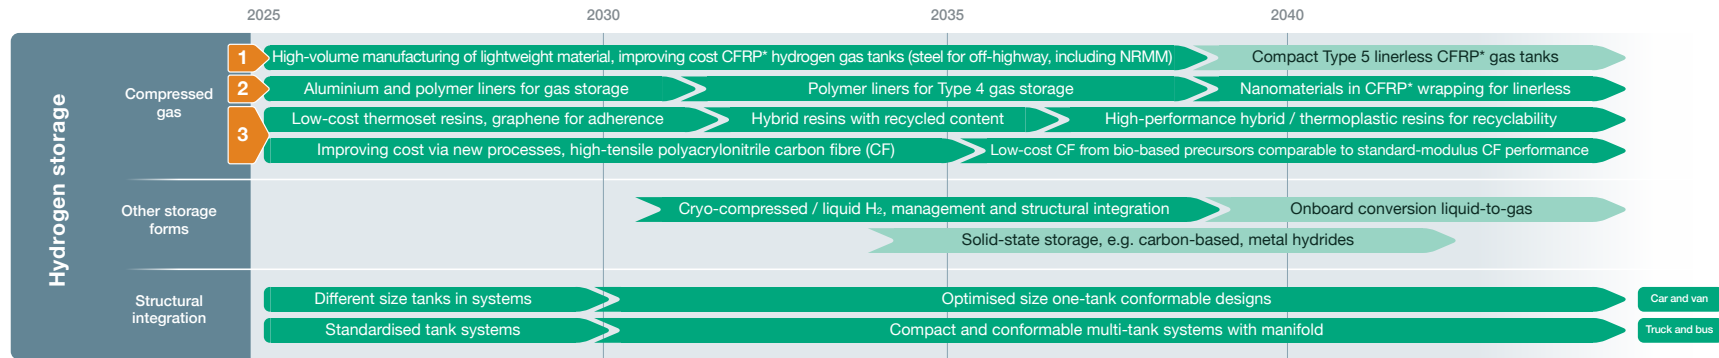 2025 2030 2035 2040
Hydrogen storage
Compressed
gas
1 High-volume manufacturing of lightweight material, improving cost CFRP* hydrogen gas tanks (steel for off-highway, including NRMM) Compact Type 5 linerless CFRP* gas tanks
2 Aluminium and polymer liners for gas storage Polymer liners for Type 4 gas storage Nanomaterials in CFRP* wrapping for linerless
3 Low-cost thermoset resins, graphene for adherence Hybrid resins with recycled content High-performance hybrid / thermoplastic resins for recyclability
Improving cost via new processes, high-tensile polyacrylonitrile carbon fibre (CF) Low-cost CF from bio-based precursors comparable to standard-modulus CF performance
Other storage
forms
Cryo-compressed / liquid H₂, management and structural integration Onboard conversion liquid-to-gas
Solid-state storage, e.g. carbon-based, metal hydrides
Structural
integration
Different size tanks in systems Optimised size one-tank conformable designs Car and van
Standardised tank systems Compact and conformable multi-tank systems with manifold Truck and bus